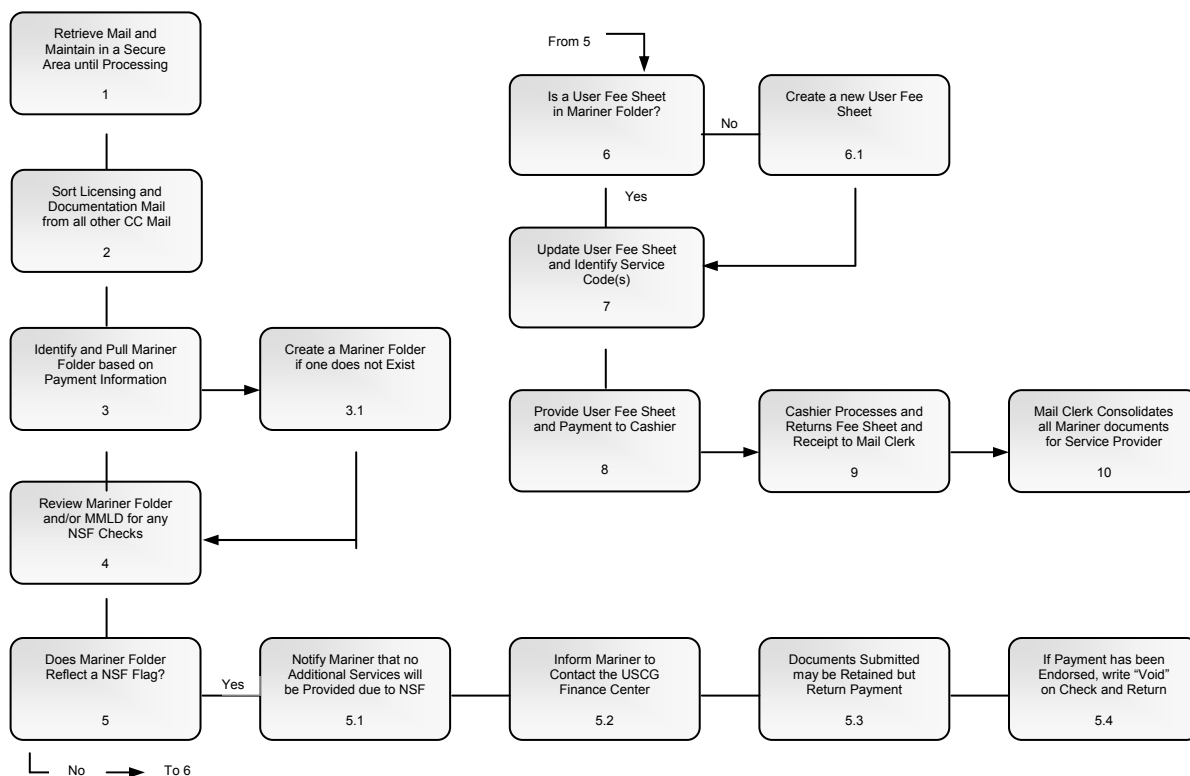 Retrieve Mail and
Maintain in a Secure
Area until Processing
1
Sort Licensing and
Documentation Mail
from all other CC Mail
2
Identify and Pull Mariner
Folder based on
Payment Information
3
Create a Mariner Folder
if one does not Exist
3.1
Review Mariner Folder
and/or MMLD for any
NSF Checks
4
Does Mariner Folder
Reflect a NSF Flag?
5
Yes
Notify Mariner that no
Additional Services will
be Provided due to NSF
5.1
Inform Mariner to
Contact the USCG
Finance Center
5.2
Documents Submitted
may be Retained but
Return Payment
5.3
If Payment has been
Endorsed, write “Void”
on Check and Return
5.4
No
To 6
From 5
Is a User Fee Sheet
in Mariner Folder?
6
No
Create a new User Fee
Sheet
6.1
Yes
Update User Fee Sheet
and Identify Service
Code(s)
7
Provide User Fee Sheet
and Payment to Cashier
8
Cashier Processes and
Returns Fee Sheet and
Receipt to Mail Clerk
9
Mail Clerk Consolidates
all Mariner documents
for Service Provider
10